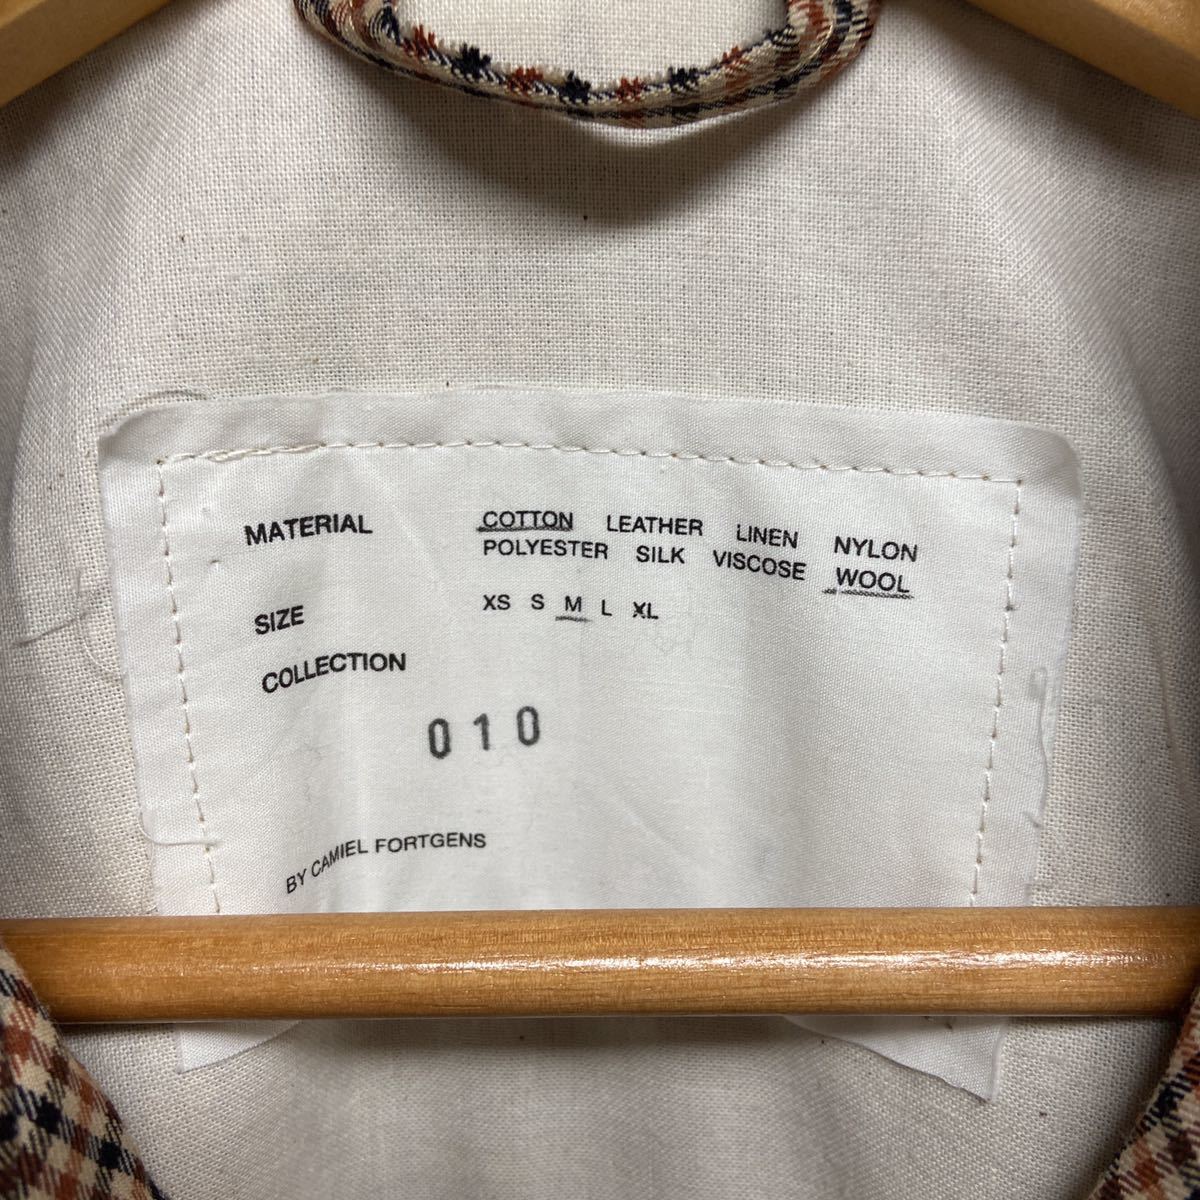 MATERIAL COTTON LEATHER LINEN NYLON
POLYESTER SILK VISCOSE WOOL
SIZE XS S M L XL
COLLECTION
010
BY CAMIEL FORTGENS